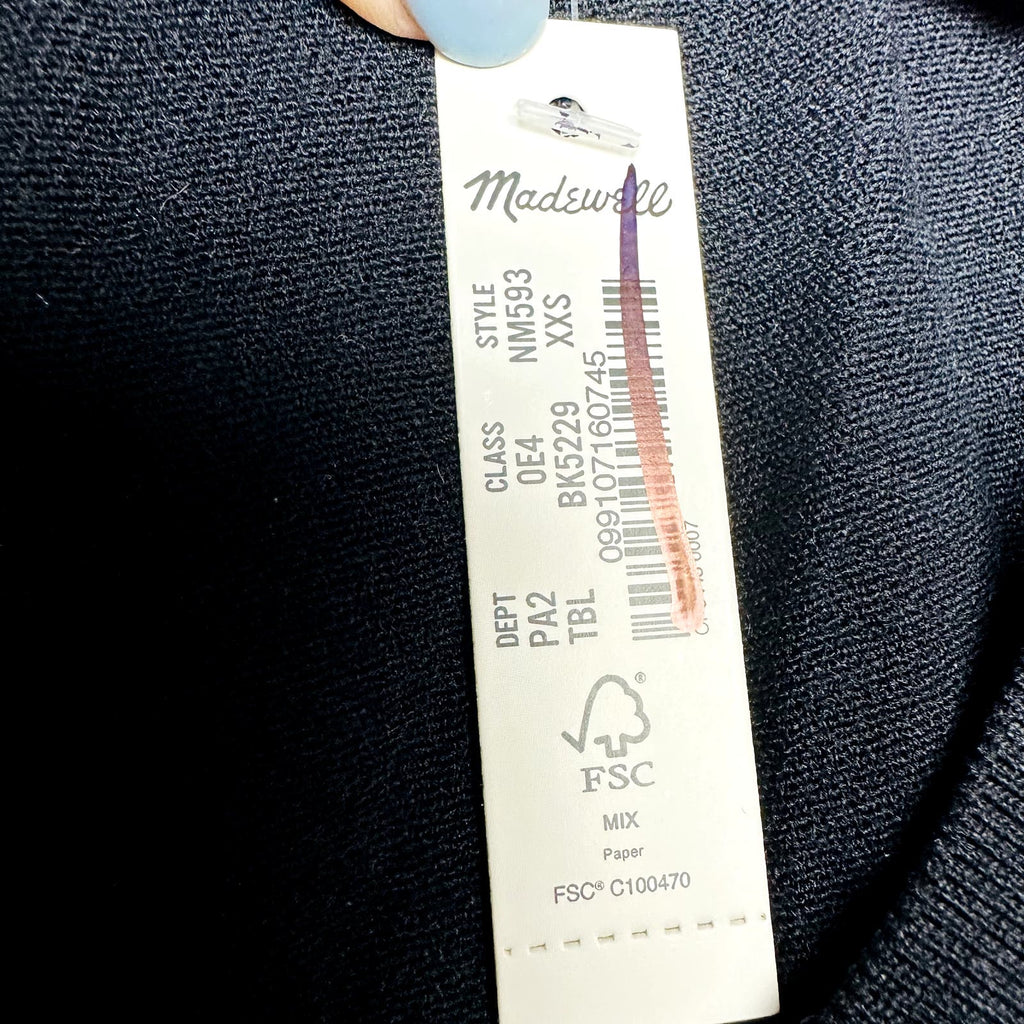 Madewell
DEPT CLASS STYLE
PA2 0E4 NM593
TBL BK5229 XXS
099107160745
FSC®
MIX
Paper
FSC® C100470